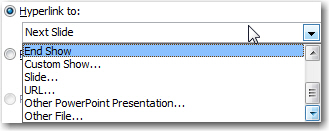 Hyperlink to:
Next Slide
End Show
Custom Show...
Slide...
URL...
Other PowerPoint Presentation...
Other File...